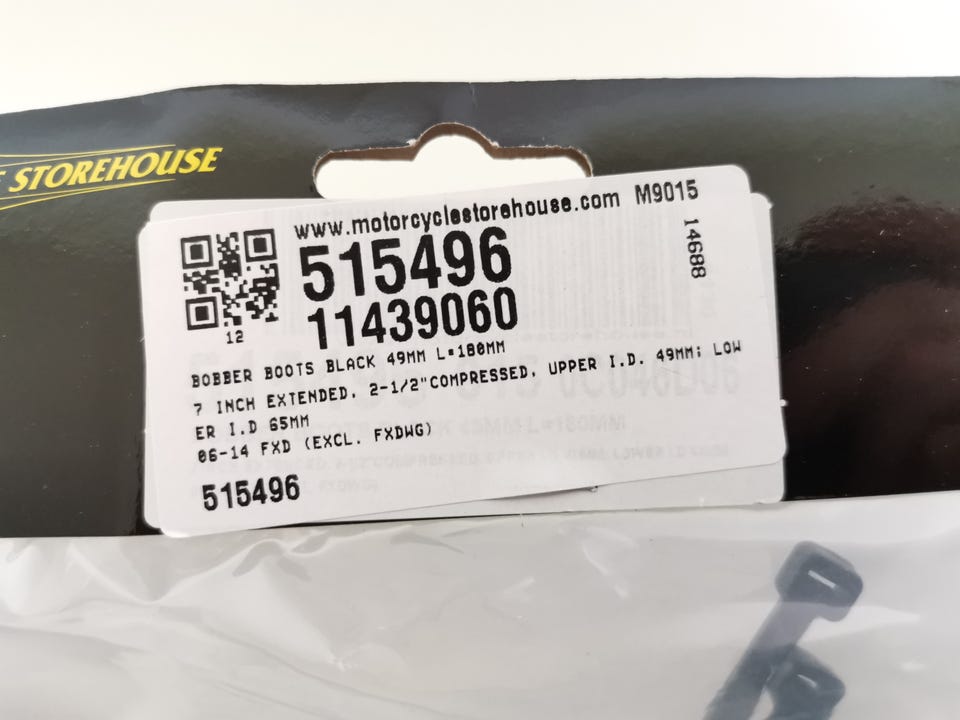 STOREHOUSE
www.motorcyclestorehouse.com M9015
515496
14688
11439060
12
BOBBER BOOTS BLACK 49MM L=180MM
7 INCH EXTENDED, 2-1/2"COMPRESSED, UPPER I.D. 49MM; LOW
ER I.D 65MM
06-14 FXD (EXCL. FXDWG)
515496